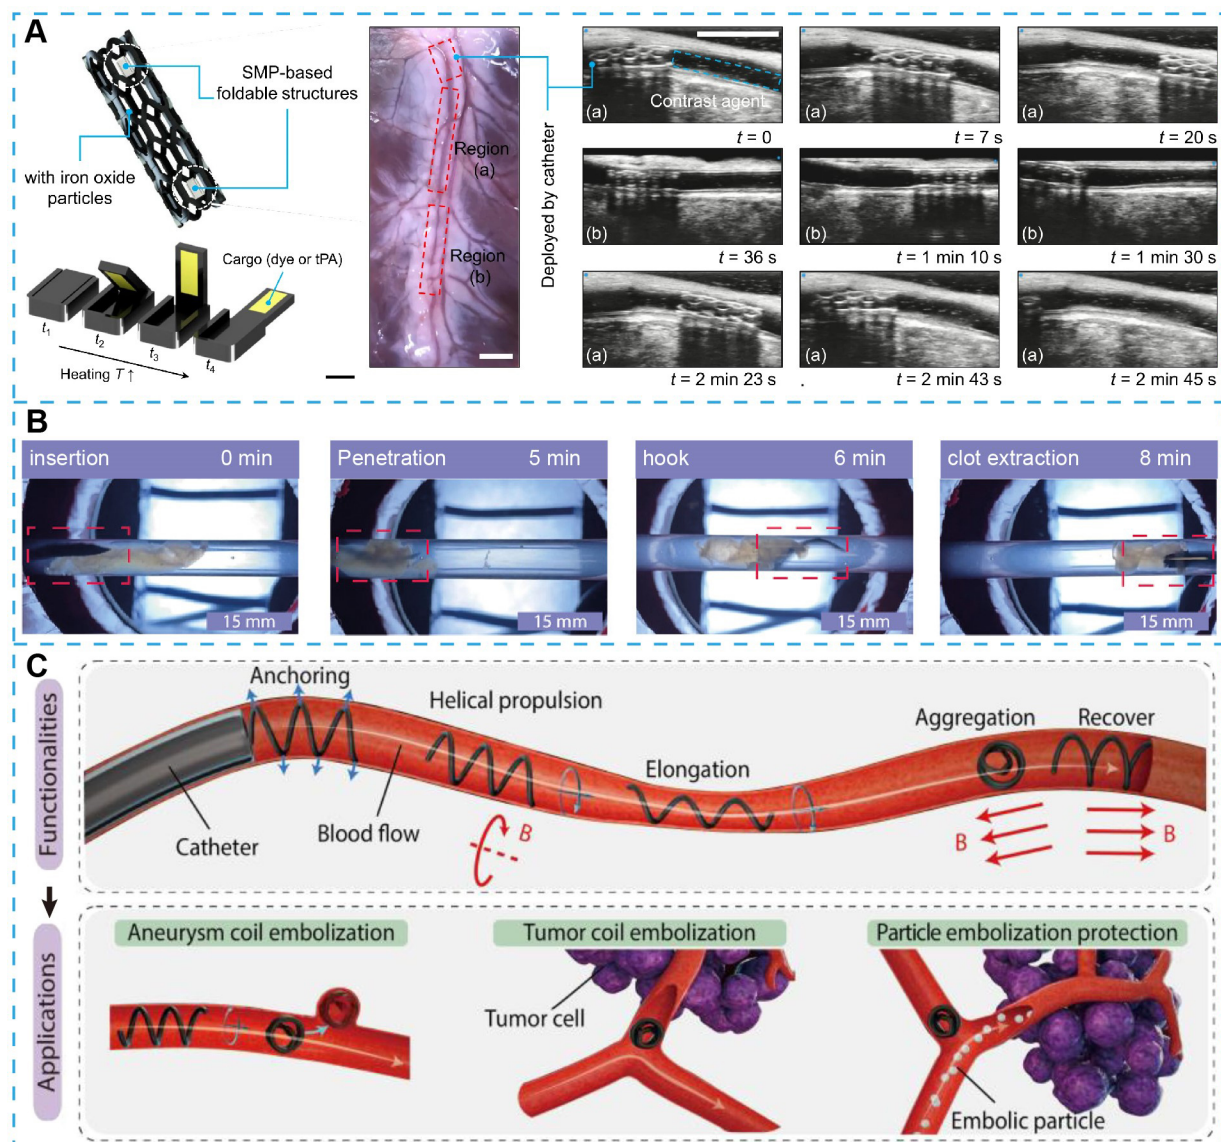 A
SMP-based
foldable structures
with iron oxide
particles
Cargo (dye or tPA)
t1
t2
t3
t4
Heating T ↑
Region
(a)
Region
(b)
Deployed by catheter
Contrast agent
(a)
t = 0
(a)
t = 7 s
(a)
t = 20 s
(b)
t = 36 s
(b)
t = 1 min 10 s
(b)
t = 1 min 30 s
(a)
t = 2 min 23 s
(a)
t = 2 min 43 s
(a)
t = 2 min 45 s
B
insertion 0 min
15 mm
Penetration 5 min
15 mm
hook 6 min
15 mm
clot extraction 8 min
15 mm
C
Functionalities
Anchoring
Helical propulsion
Elongation
Aggregation
Recover
Catheter
Blood flow
B
B
B
Applications
Aneurysm coil embolization
Tumor coil embolization
Tumor cell
Particle embolization protection
Embolic particle